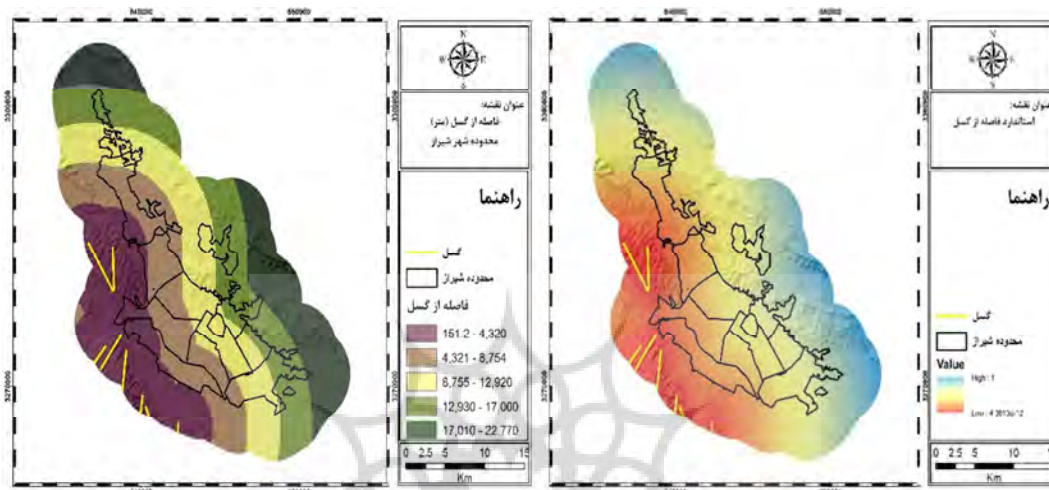 N
W E
S
عنوان نقشه:
فاصله از گسل (متر)
محدوده شهر شیراز
راهنما
گسل
محدوده شیراز
فاصله از گسل
161.2 - 4,320
4,321 - 8,754
8,755 - 12,920
12,930 - 17,000
17,010 - 22,770
0 2.5 5 10 15
Km
3270000
N
W E
S
عنوان نقشه:
استاندارد فاصله از گسل
راهنما
گسل
محدوده شیراز
Value
High : 1
0 2.5 5 10
Km
3270000